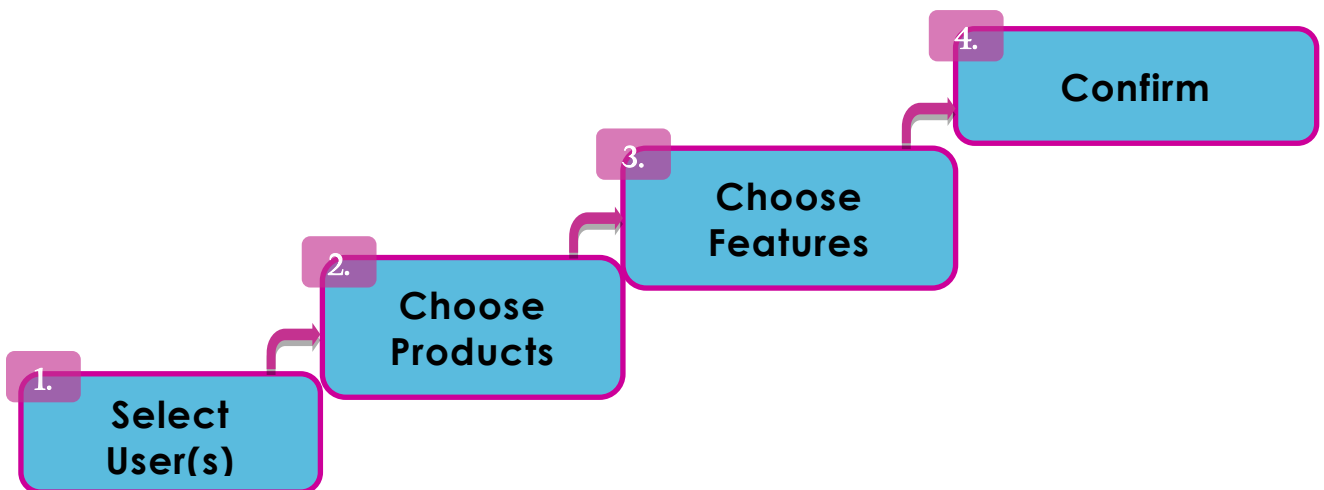 1.
Select
User(s)
2.
Choose
Products
3.
Choose
Features
4.
Confirm